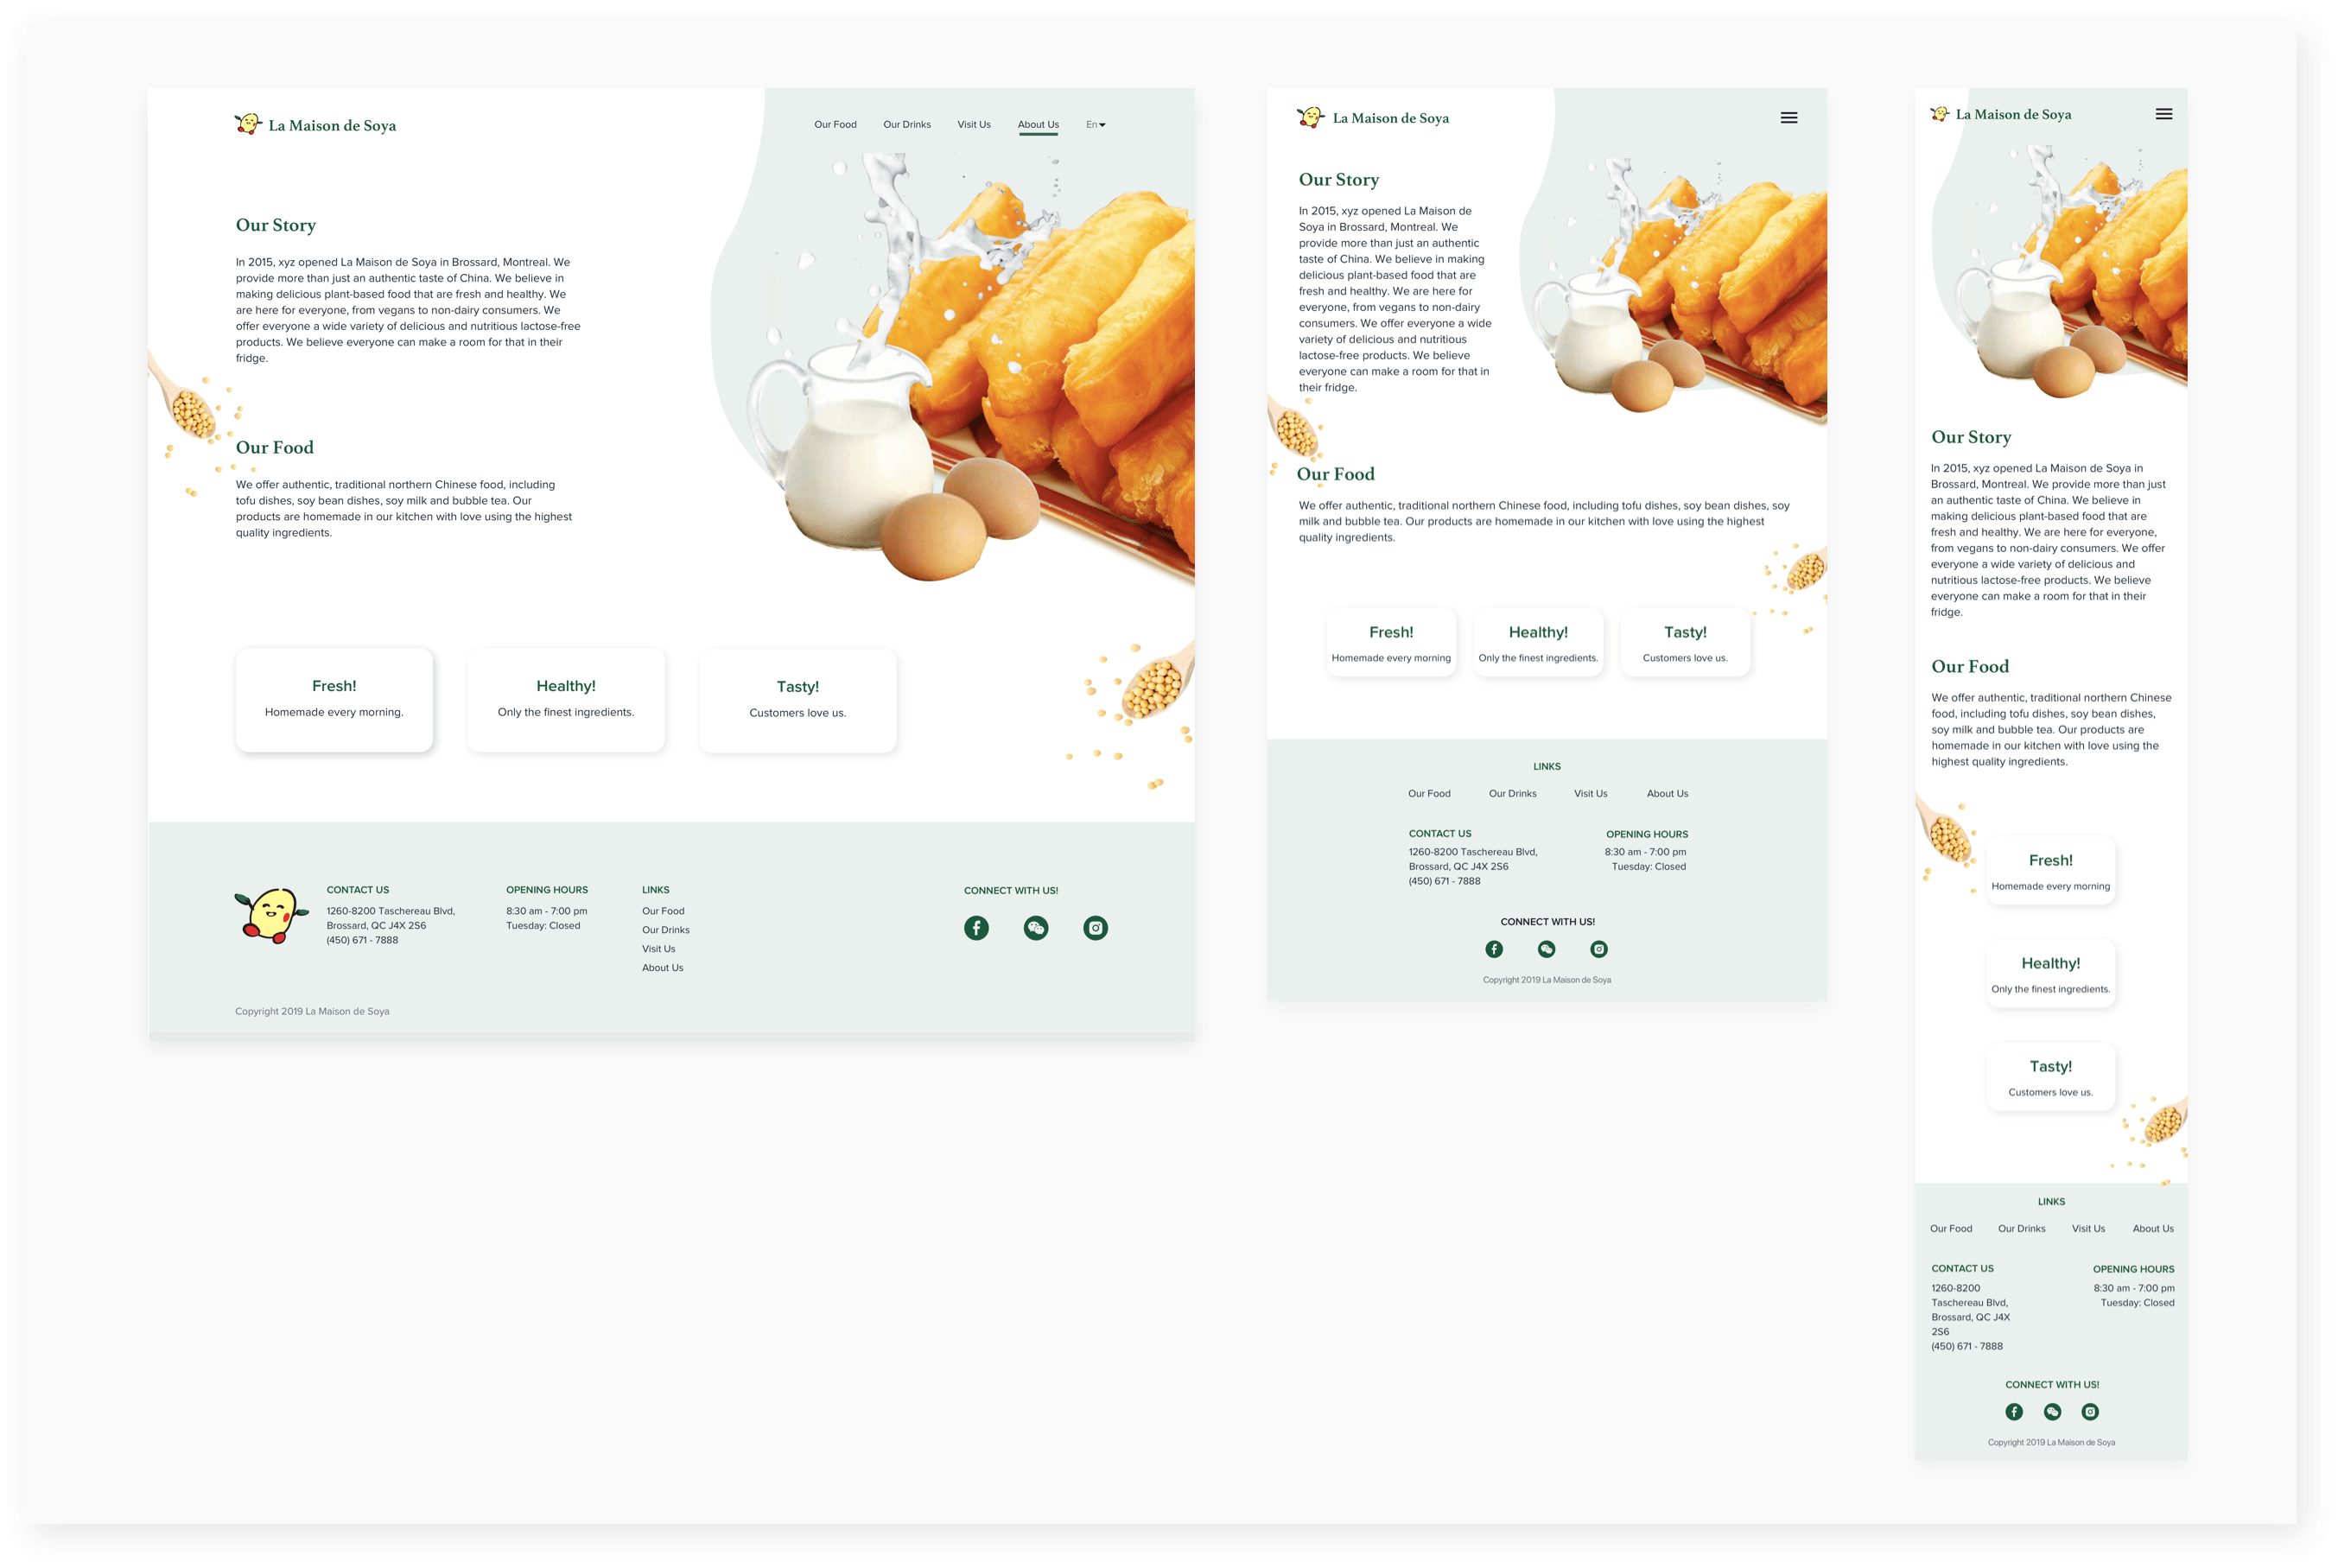 La Maison de Soya
Our Food
Our Drinks
Visit Us
About Us
En
Our Story
In 2015, xyz opened La Maison de Soya in Brossard, Montreal. We
provide more than just an authentic taste of China. We believe in
making delicious plant-based food that are fresh and healthy. We
are here for everyone, from vegans to non-dairy consumers. We
offer everyone a wide variety of delicious and nutritious lactose-free
products. We believe everyone can make a room for that in their
fridge.
Our Food
We offer authentic, traditional northern Chinese food, including
tofu dishes, soy bean dishes, soy milk and bubble tea. Our
products are homemade in our kitchen with love using the highest
quality ingredients.
Fresh!
Homemade every morning.
Healthy!
Only the finest ingredients.
Tasty!
Customers love us.
CONTACT US
1260-8200 Taschereau Blvd,
Brossard, QC J4X 2S6
(450) 671 - 7888
OPENING HOURS
8:30 am - 7:00 pm
Tuesday: Closed
LINKS
Our Food
Our Drinks
Visit Us
About Us
CONNECT WITH US!
Copyright 2019 La Maison de Soya
La Maison de Soya
Our Story
In 2015, xyz opened La Maison de
Soya in Brossard, Montreal. We
provide more than just an authentic
taste of China. We believe in making
delicious plant-based food that are
fresh and healthy. We are here for
everyone, from vegans to non-dairy
consumers. We offer everyone a wide
variety of delicious and nutritious
lactose-free products. We believe
everyone can make a room for that in
their fridge.
Our Food
We offer authentic, traditional northern Chinese food, including tofu dishes, soy bean dishes, soy
milk and bubble tea. Our products are homemade in our kitchen with love using the highest
quality ingredients.
Fresh!
Homemade every morning
Healthy!
Only the finest ingredients.
Tasty!
Customers love us.
LINKS
Our Food
Our Drinks
Visit Us
About Us
CONTACT US
1260-8200 Taschereau Blvd,
Brossard, QC J4X 2S6
(450) 671 - 7888
OPENING HOURS
8:30 am - 7:00 pm
Tuesday: Closed
CONNECT WITH US!
Copyright 2019 La Maison de Soya
La Maison de Soya
Our Story
In 2015, xyz opened La Maison de Soya in
Brossard, Montreal. We provide more than just
an authentic taste of China. We believe in
making delicious plant-based food that are
fresh and healthy. We are here for everyone,
from vegans to non-dairy consumers. We offer
everyone a wide variety of delicious and
nutritious lactose-free products. We believe
everyone can make a room for that in their
fridge.
Our Food
We offer authentic, traditional northern Chinese
food, including tofu dishes, soy bean dishes,
soy milk and bubble tea. Our products are
homemade in our kitchen with love using the
highest quality ingredients.
Fresh!
Homemade every morning
Healthy!
Only the finest ingredients.
Tasty!
Customers love us.
LINKS
Our Food
Our Drinks
Visit Us
About Us
CONTACT US
1260-8200
Taschereau Blvd,
Brossard, QC J4X
2S6
(450) 671 - 7888
OPENING HOURS
8:30 am - 7:00 pm
Tuesday: Closed
CONNECT WITH US!
Copyright 2019 La Maison de Soya